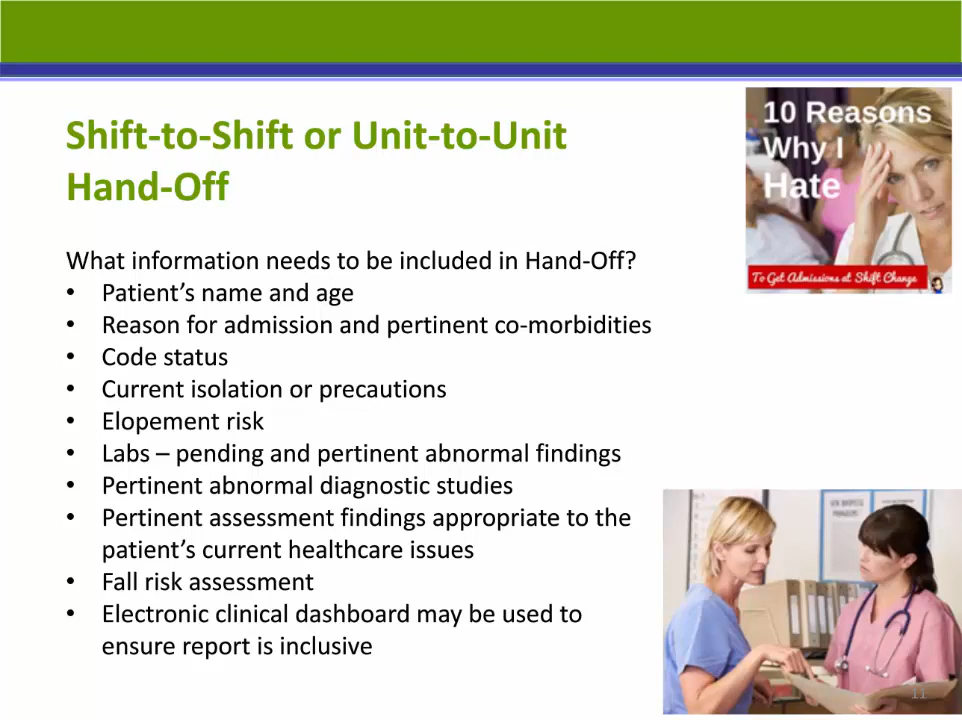 Shift-to-Shift or Unit-to-Unit
Hand-Off
10 Reasons
Why I
Hate
To Get Admissions at Shift Change
What information needs to be included in Hand-Off?
• Patient’s name and age
• Reason for admission and pertinent co-morbidities
• Code status
• Current isolation or precautions
• Elopement risk
• Labs – pending and pertinent abnormal findings
• Pertinent abnormal diagnostic studies
• Pertinent assessment findings appropriate to the
patient’s current healthcare issues
• Fall risk assessment
• Electronic clinical dashboard may be used to
ensure report is inclusive
11